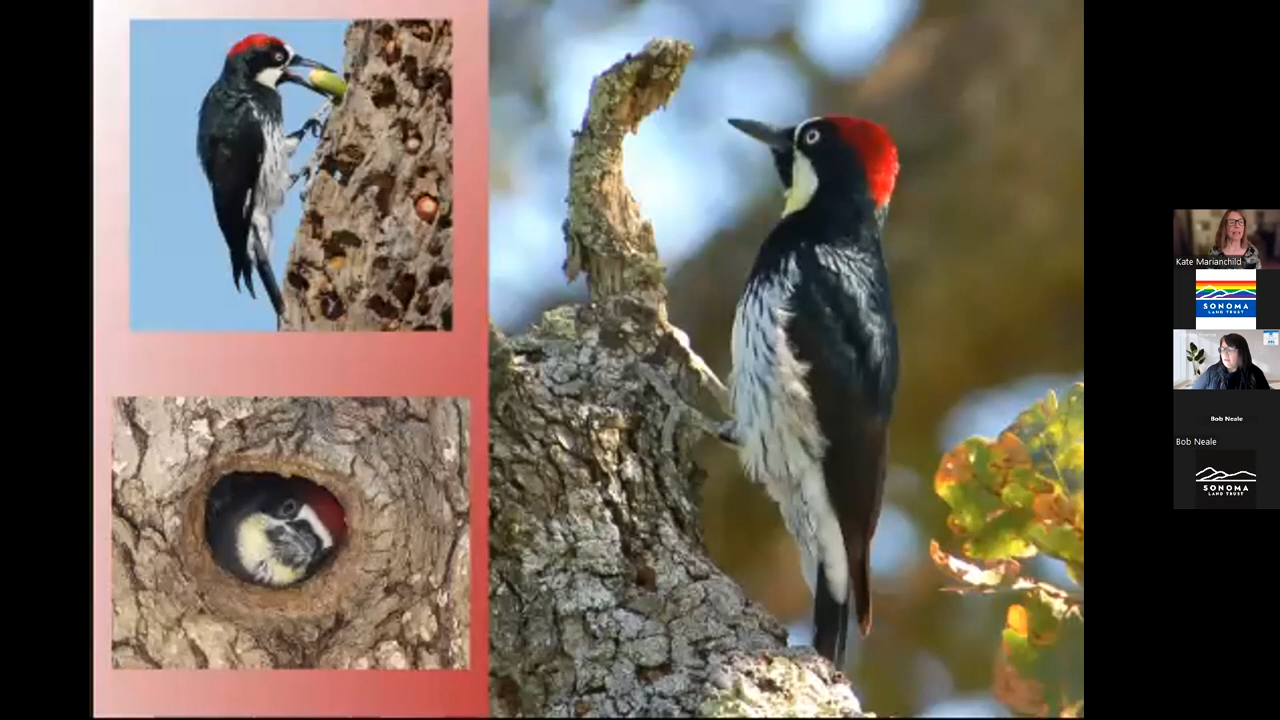 Kate Marianchild
SONOMA
LAND TRUST
Bob Neale
Bob Neale
SONOMA
LAND TRUST